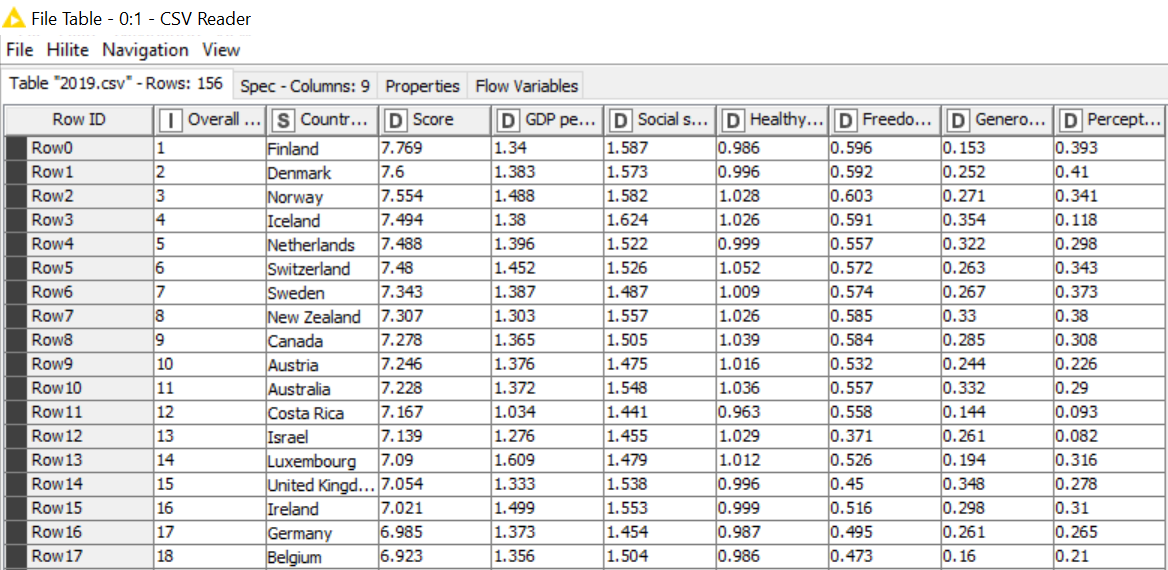 File Table - 0:1 - CSV Reader
File Hilite Navigation View
Table "2019.csv" - Rows: 156 Spec - Columns: 9 Properties Flow Variables
Row ID I Overall ... S Countr... D Score D GDP pe... D Social s... D Healthy... D Freedo... D Genero... D Percept...
Row0 1 Finland 7.769 1.34 1.587 0.986 0.596 0.153 0.393
Row1 2 Denmark 7.6 1.383 1.573 0.996 0.592 0.252 0.41
Row2 3 Norway 7.554 1.488 1.582 1.028 0.603 0.271 0.341
Row3 4 Iceland 7.494 1.38 1.624 1.026 0.591 0.354 0.118
Row4 5 Netherlands 7.488 1.396 1.522 0.999 0.557 0.322 0.298
Row5 6 Switzerland 7.48 1.452 1.526 1.052 0.572 0.263 0.343
Row6 7 Sweden 7.343 1.387 1.487 1.009 0.574 0.267 0.373
Row7 8 New Zealand 7.307 1.303 1.557 1.026 0.585 0.33 0.38
Row8 9 Canada 7.278 1.365 1.505 1.039 0.584 0.285 0.308
Row9 10 Austria 7.246 1.376 1.475 1.016 0.532 0.244 0.226
Row10 11 Australia 7.228 1.372 1.548 1.036 0.557 0.332 0.29
Row11 12 Costa Rica 7.167 1.034 1.441 0.963 0.558 0.144 0.093
Row12 13 Israel 7.139 1.276 1.455 1.029 0.371 0.261 0.082
Row13 14 Luxembourg 7.09 1.609 1.479 1.012 0.526 0.194 0.316
Row14 15 United Kingd... 7.054 1.333 1.538 0.996 0.45 0.348 0.278
Row15 16 Ireland 7.021 1.499 1.553 0.999 0.516 0.298 0.31
Row16 17 Germany 6.985 1.373 1.454 0.987 0.495 0.261 0.265
Row17 18 Belgium 6.923 1.356 1.504 0.986 0.473 0.16 0.21